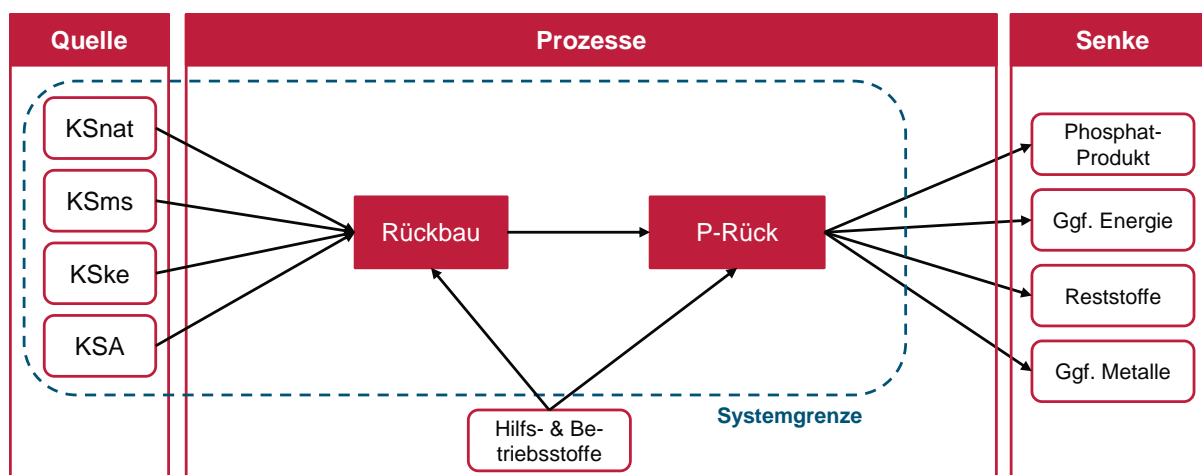 Quelle
Prozesse
Senke
KSnat
KSms
KSke
KSA
Rückbau
P-Rück
Phosphat-
Produkt
Ggf. Energie
Reststoffe
Ggf. Metalle
Systemgrenze
Hilfs- & Be-
triebsstoffe